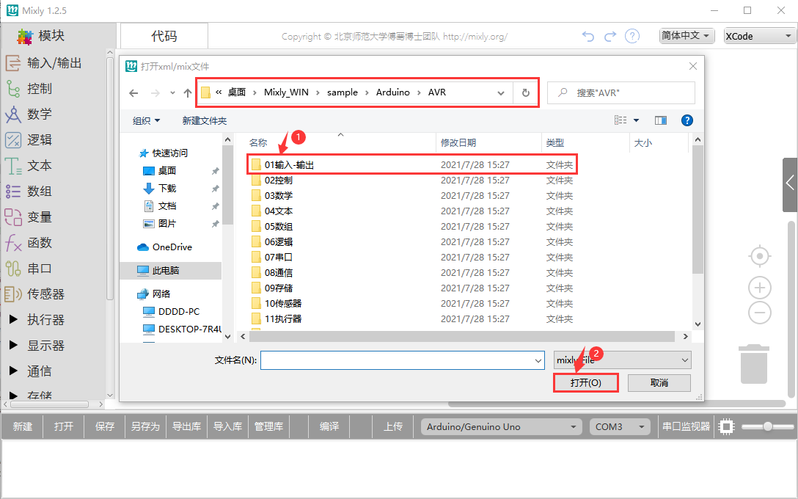 Mixly 1.2.5
模块
代码
Copyright © 北京师范大学傅骞博士团队 http://mixly.org/
简体中文
XCode
输入/输出
控制
数学
逻辑
文本
数组
变量
函数
串口
传感器
执行器
显示器
通信
存储
打开xml/mix文件
« 桌面 > Mixly_WIN > sample > Arduino > AVR
搜索"AVR"
组织
新建文件夹
名称
修改日期
类型
大小
1
快速访问
桌面
下载
文档
图片
OneDrive
此电脑
网络
DDDD-PC
DESKTOP-7R4U
01输入-输出 2021/7/28 15:27 文件夹
02控制 2021/7/28 15:27 文件夹
03数学 2021/7/28 15:27 文件夹
04文本 2021/7/28 15:27 文件夹
05数组 2021/7/28 15:27 文件夹
06逻辑 2021/7/28 15:27 文件夹
07串口 2021/7/28 15:27 文件夹
08通信 2021/7/28 15:27 文件夹
09存储 2021/7/28 15:27 文件夹
10传感器 2021/7/28 15:27 文件夹
11执行器 2021/7/28 15:27 文件夹
文件名(N):
mixly File
2
打开(O)
取消
新建 打开 保存 另存为 导出库 导入库 管理库 编译 上传 Arduino/Genuino Uno COM3 串口监视器